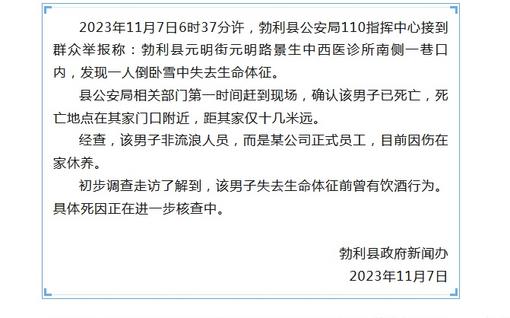 2023年11月7日6时37分许，勃利县公安局110指挥中心接到
群众举报称：勃利县元明街元明路景生中西医诊所南侧一巷口
内，发现一人倒卧雪中失去生命体征。
县公安局相关部门第一时间赶到现场，确认该男子已死亡，死
亡地点在其家门口附近，距其家仅十几米远。
经查，该男子非流浪人员，而是某公司正式员工，目前因伤在
家休养。
初步调查走访了解到，该男子失去生命体征前曾有饮酒行为。
具体死因正在进一步核查中。
勃利县政府新闻办
2023年11月7日